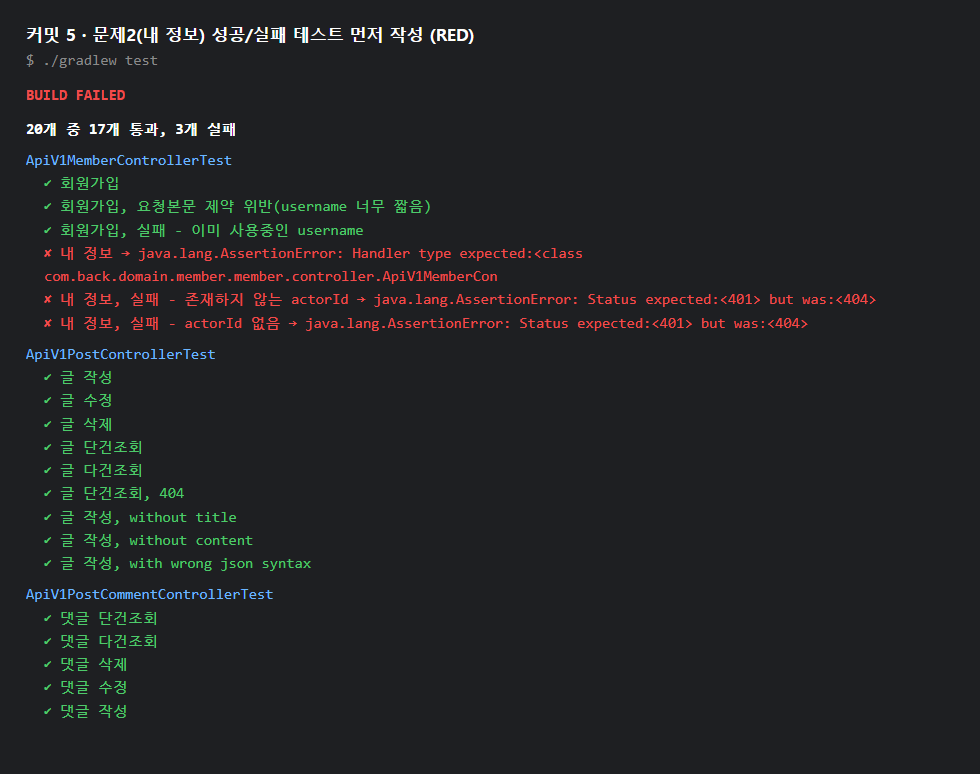 커밋 5 · 문제2(내 정보) 성공/실패 테스트 먼저 작성 (RED)
$ ./gradlew test
BUILD FAILED
20개 중 17개 통과, 3개 실패
ApiV1MemberControllerTest
✔ 회원가입
✔ 회원가입, 요청본문 제약 위반(username 너무 짧음)
✔ 회원가입, 실패 - 이미 사용중인 username
✘ 내 정보 → java.lang.AssertionError: Handler type expected:<class
com.back.domain.member.member.controller.ApiV1MemberCon
✘ 내 정보, 실패 - 존재하지 않는 actorId → java.lang.AssertionError: Status expected:<401> but was:<404>
✘ 내 정보, 실패 - actorId 없음 → java.lang.AssertionError: Status expected:<401> but was:<404>
ApiV1PostControllerTest
✔ 글 작성
✔ 글 수정
✔ 글 삭제
✔ 글 단건조회
✔ 글 다건조회
✔ 글 단건조회, 404
✔ 글 작성, without title
✔ 글 작성, without content
✔ 글 작성, with wrong json syntax
ApiV1PostCommentControllerTest
✔ 댓글 단건조회
✔ 댓글 다건조회
✔ 댓글 삭제
✔ 댓글 수정
✔ 댓글 작성